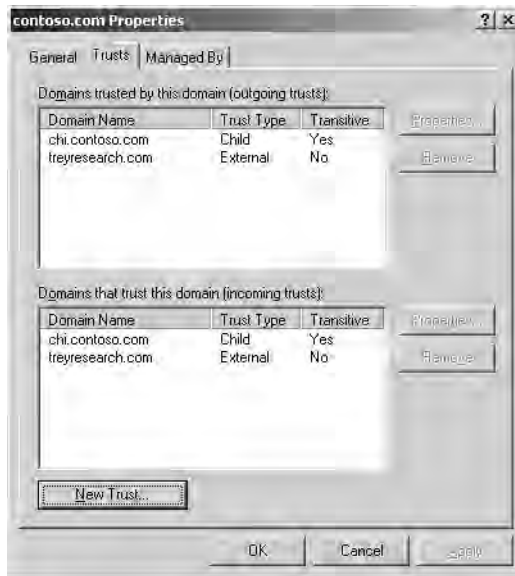 contoso.com Properties ? ×
General Trusts Managed By
Domains trusted by this domain (outgoing trusts):
Domain Name Trust Type Transitive
chi.contoso.com Child Yes
treyresearch.com External No
Properties...
Remove
Domains that trust this domain (incoming trusts):
Domain Name Trust Type Transitive
chi.contoso.com Child Yes
treyresearch.com External No
Properties...
Remove
New Trust...
OK Cancel Apply